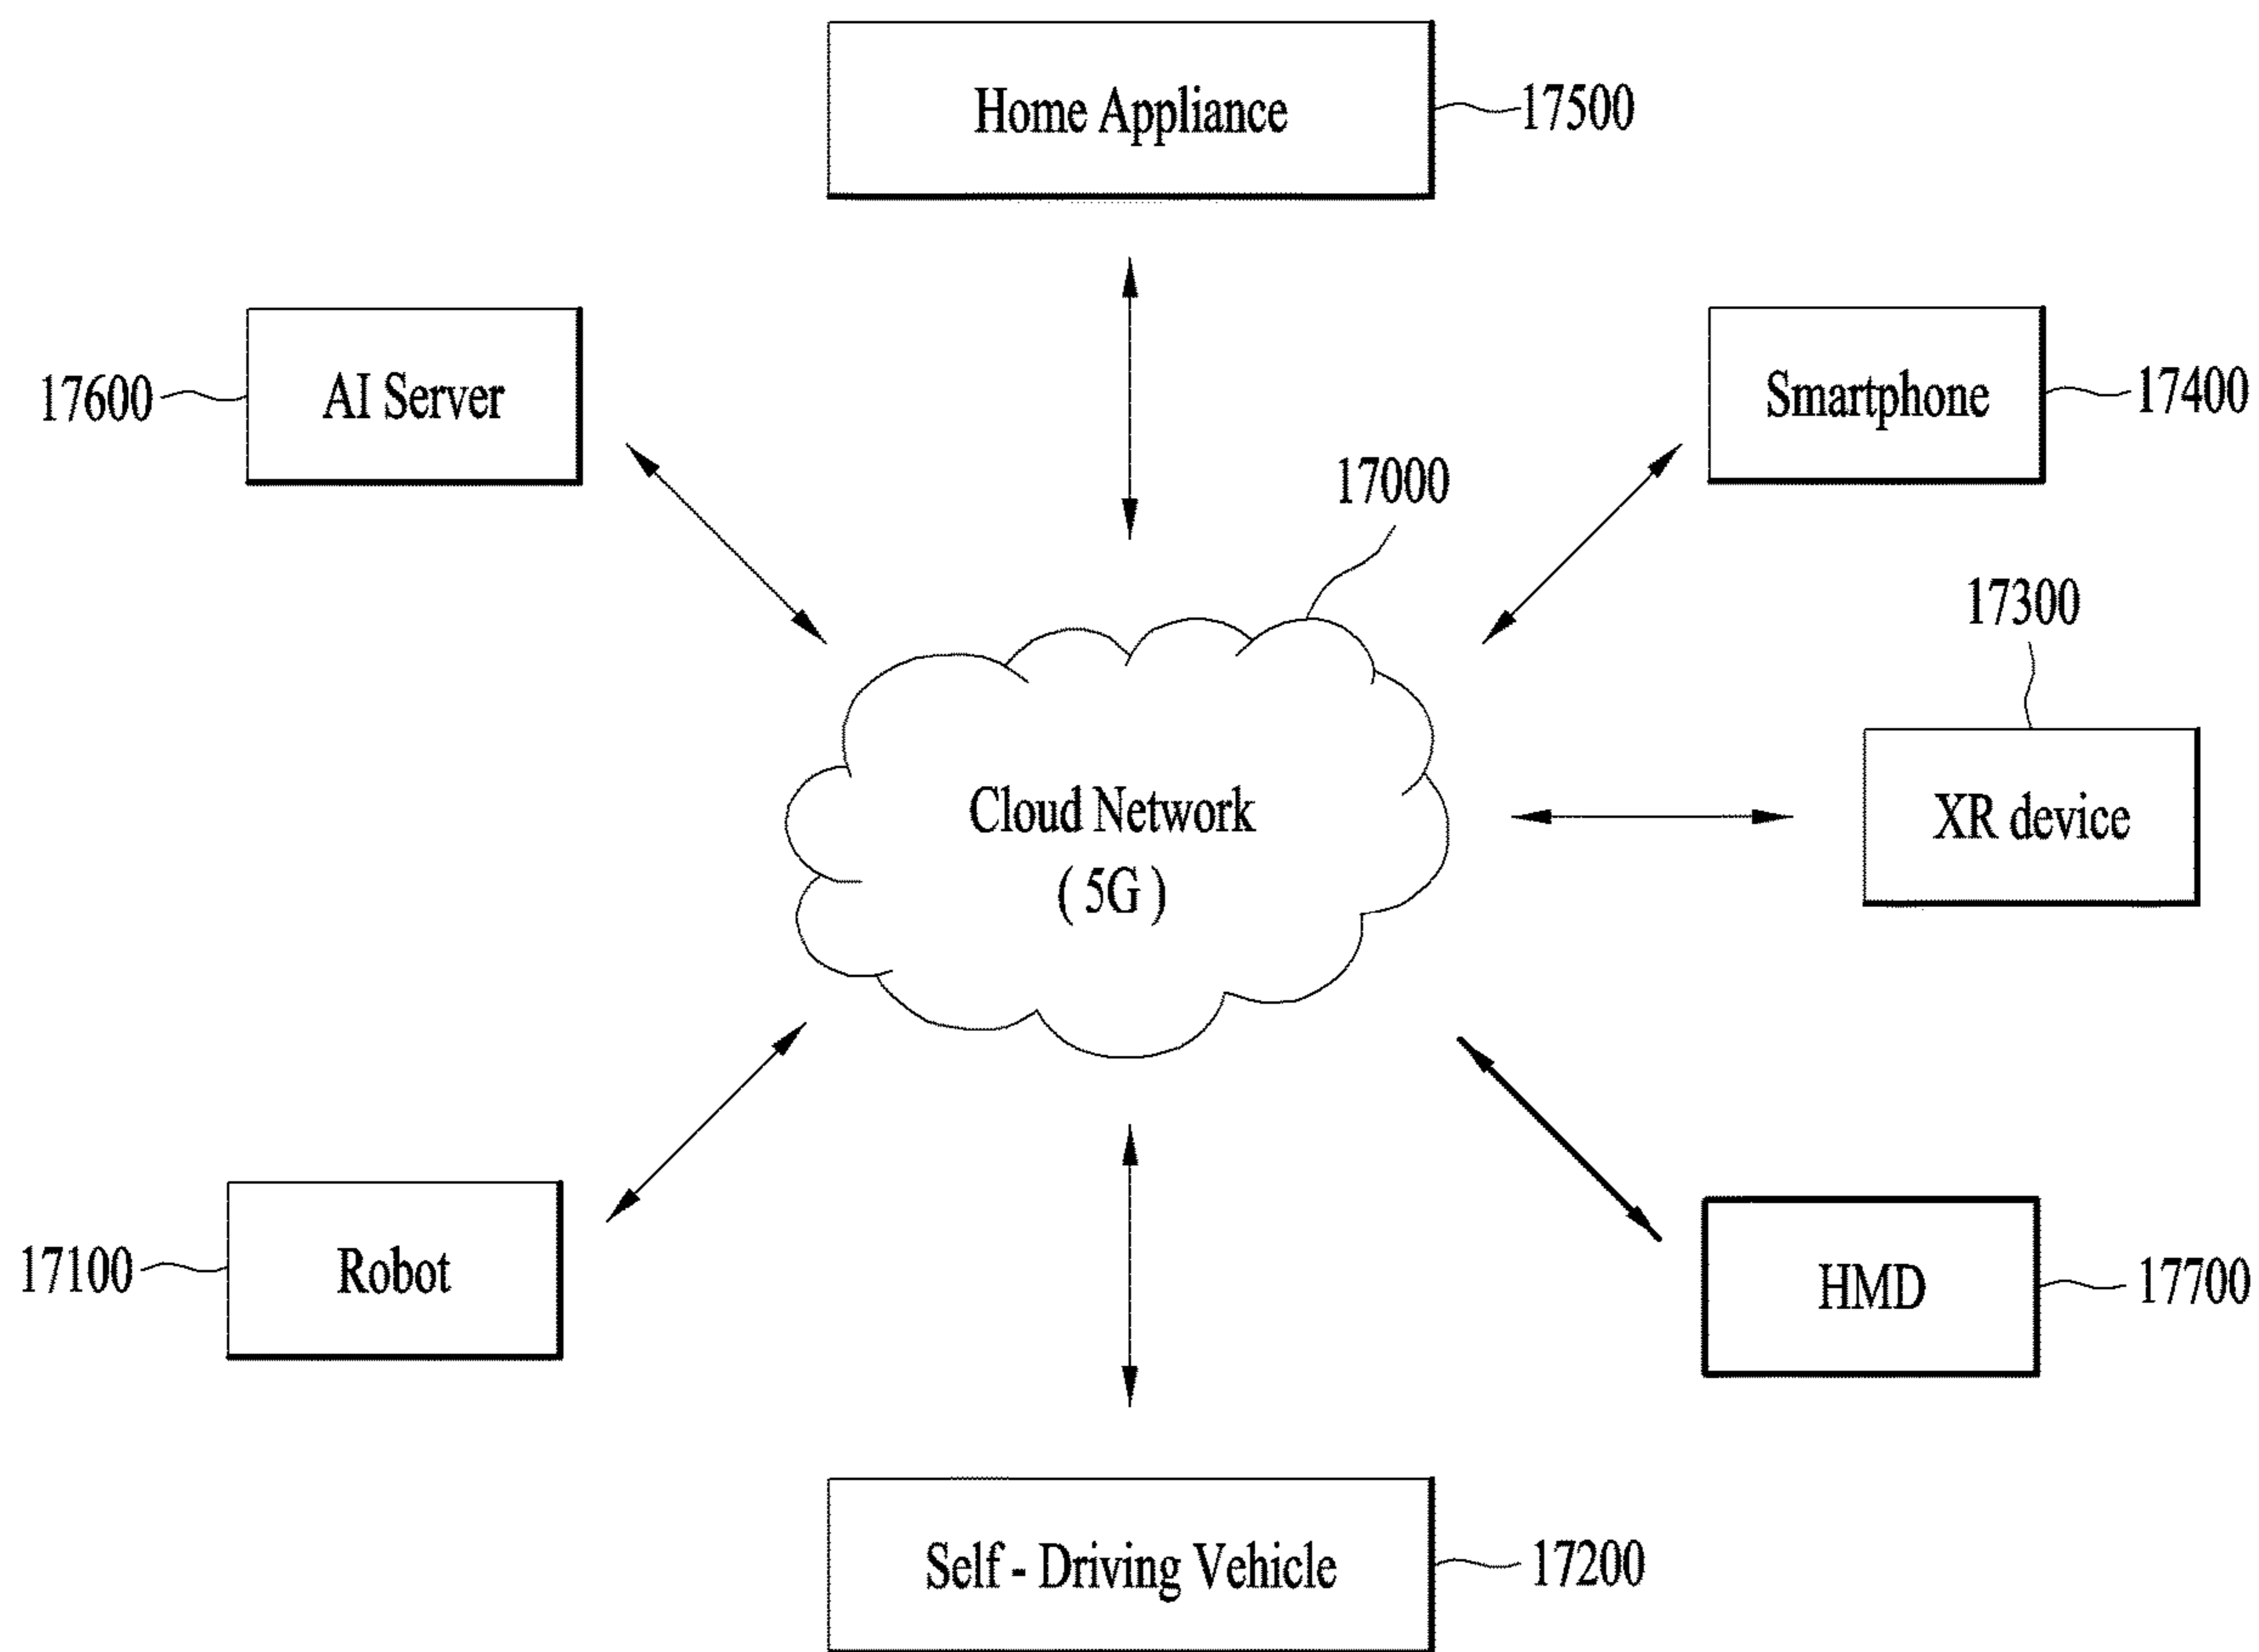 Home Appliance
17500
AI Server
17600
Smartphone
17400
17000
17300
Cloud Network
( 5G )
XR device
Robot
17100
HMD
17700
Self - Driving Vehicle
17200